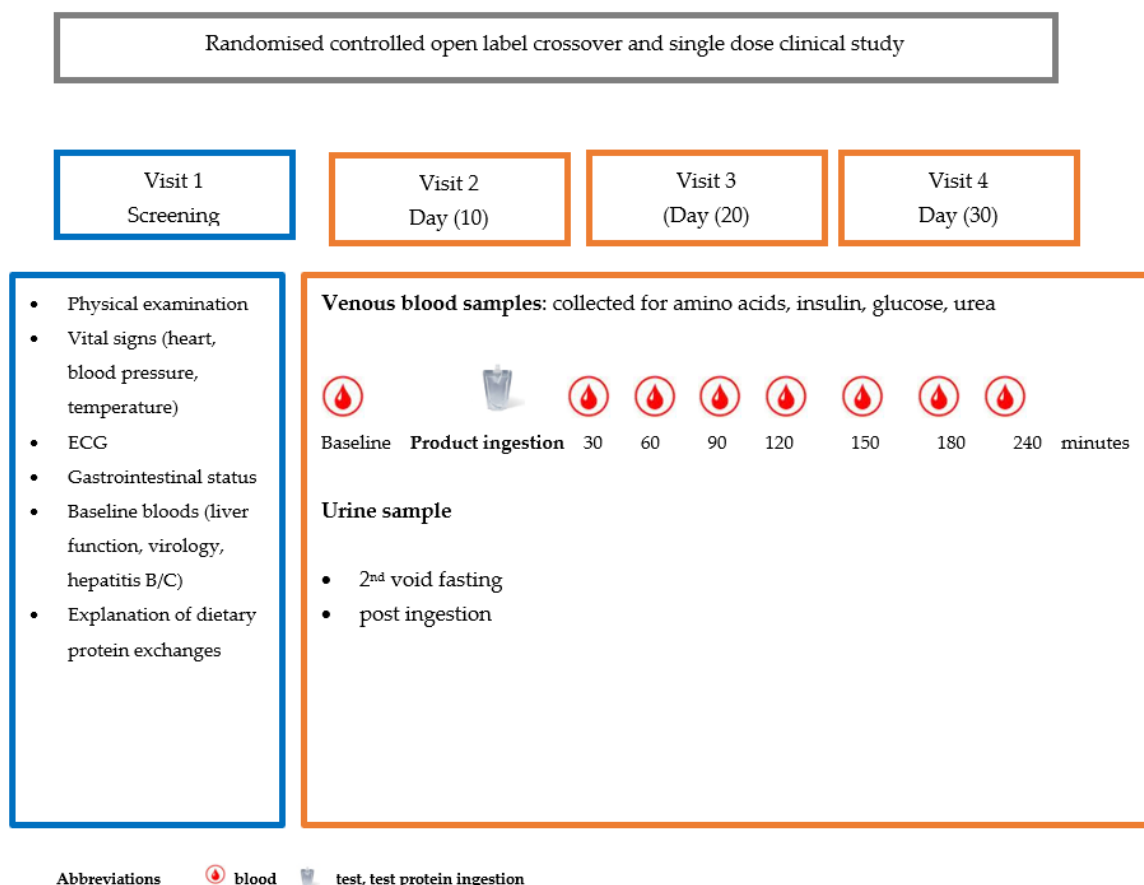 Randomised controlled open label crossover and single dose clinical study
Visit 1
Screening
Visit 2
Day (10)
Visit 3
(Day (20)
Visit 4
Day (30)
• Physical examination
• Vital signs (heart,
blood pressure,
temperature)
• ECG
• Gastrointestinal status
• Baseline bloods (liver
function, virology,
hepatitis B/C)
• Explanation of dietary
protein exchanges
Venous blood samples: collected for amino acids, insulin, glucose, urea
Baseline Product ingestion 30 60 90 120 150 180 240 minutes
Urine sample
• 2nd void fasting
• post ingestion
Abbreviations blood test, test protein ingestion